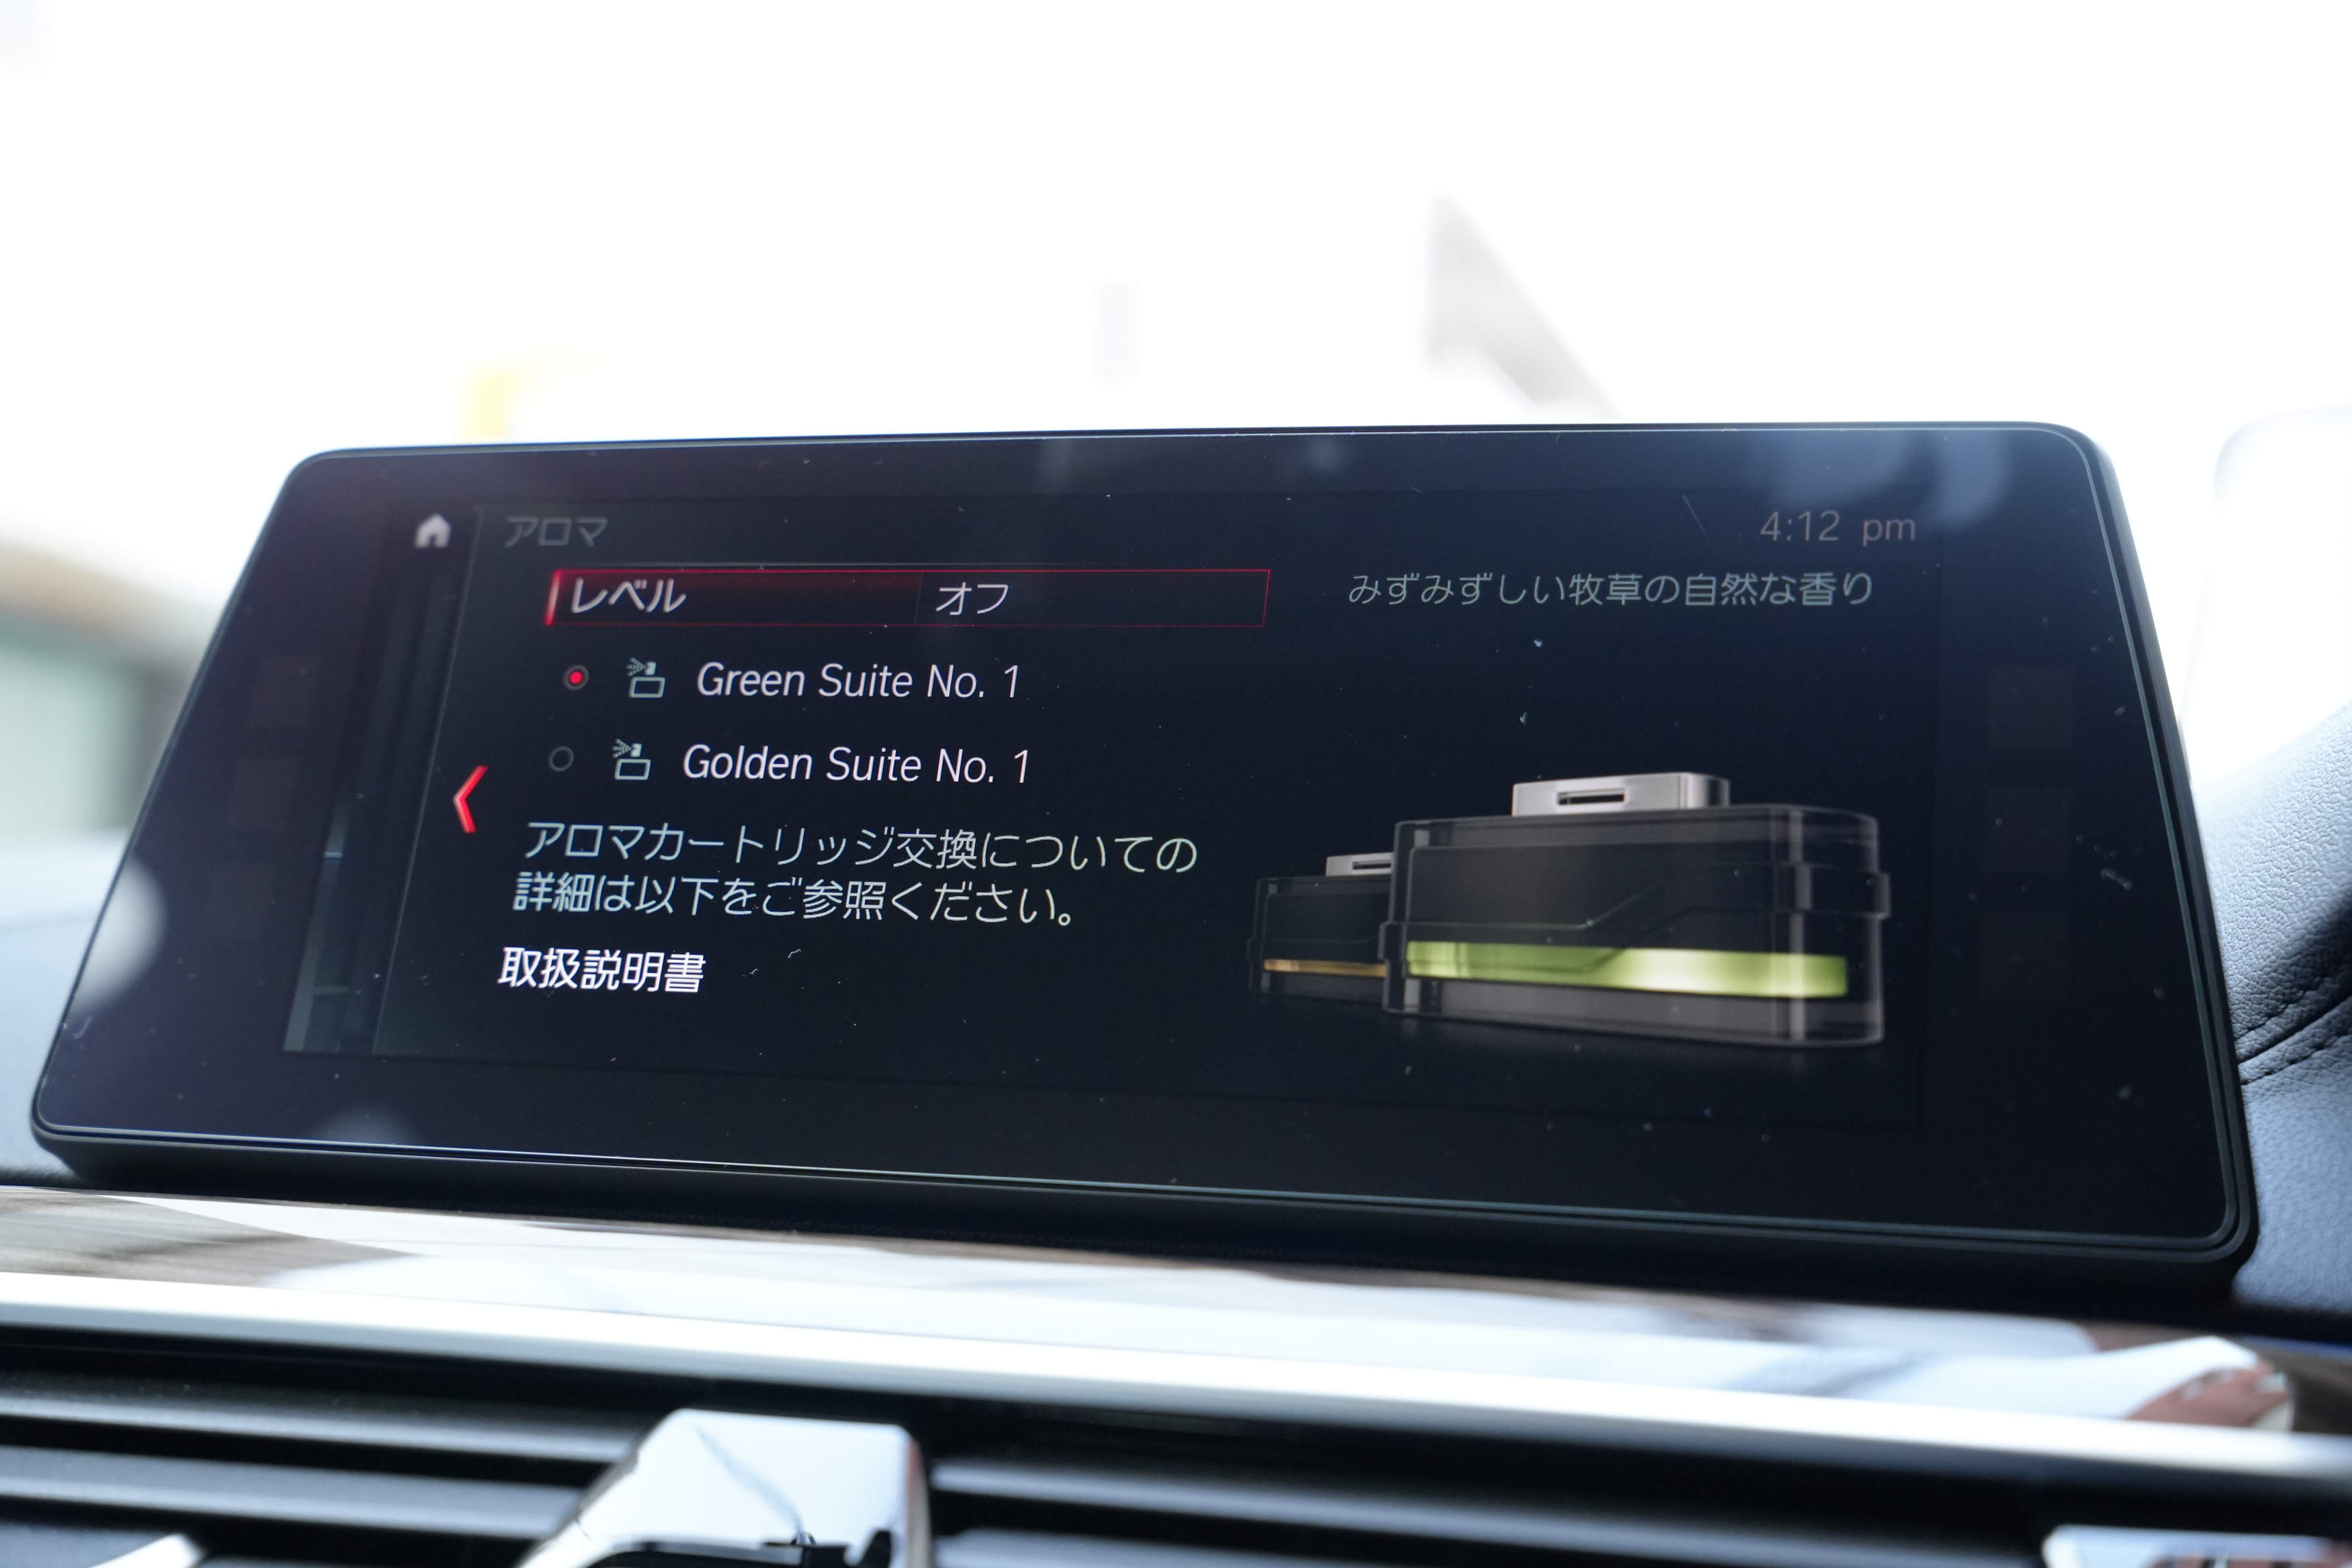 アロマ
4:12 pm
レベル オフ
みずみずしい牧草の自然な香り
Green Suite No. 1
Golden Suite No. 1
アロマカートリッジ交換についての
詳細は以下をご参照ください。
取扱説明書